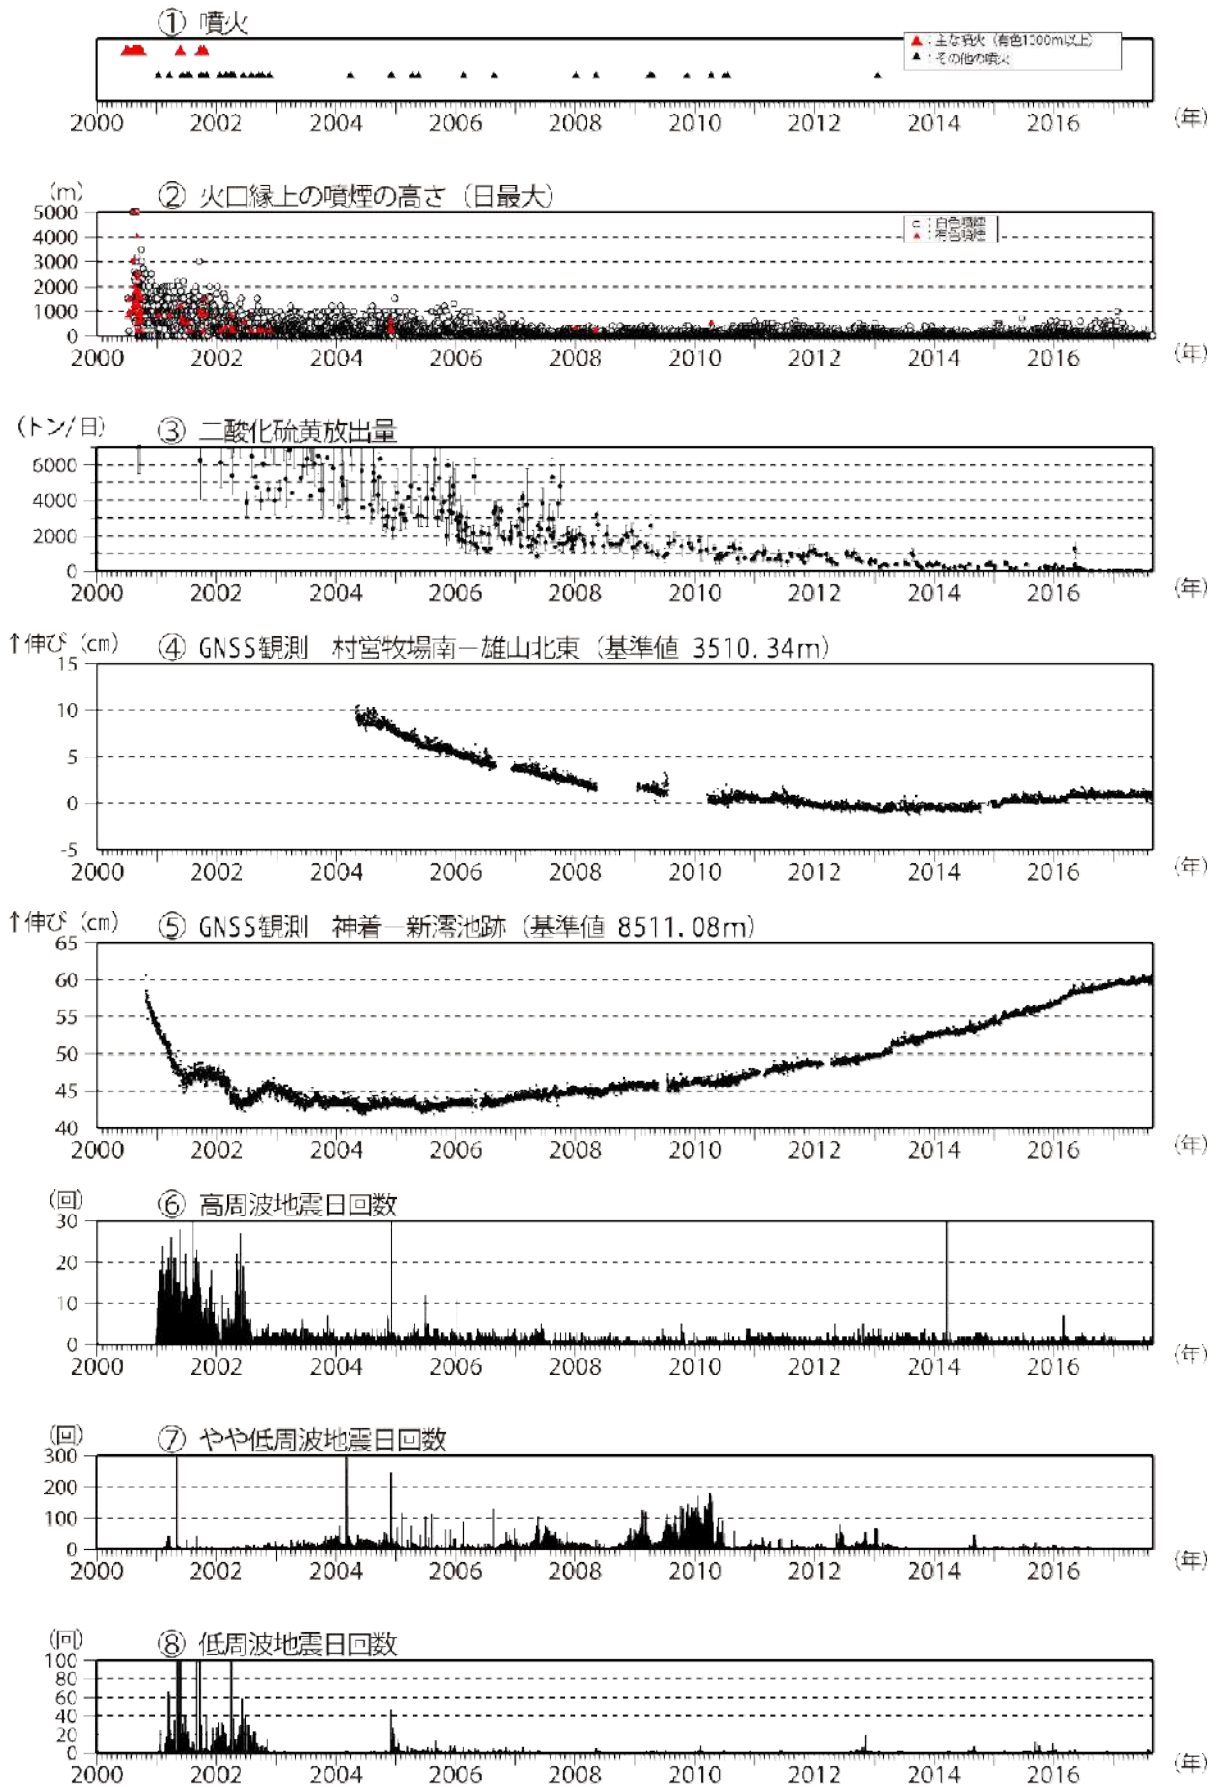 ① 噴火
▲：主な噴火（有色1000m以上）
▲：その他の噴火
2000 2002 2004 2006 2008 2010 2012 2014 2016 (年)
(m) ② 火口縁上の噴煙の高さ（日最大）
○：白色噴煙
▲：有色噴煙
5000
4000
3000
2000
1000
0
2000 2002 2004 2006 2008 2010 2012 2014 2016 (年)
(トン/日) ③ 二酸化硫黄放出量
6000
4000
2000
0
2000 2002 2004 2006 2008 2010 2012 2014 2016 (年)
↑伸び (cm) ④ GNSS観測 村営牧場南－雄山北東（基準値 3510.34m）
15
10
5
0
-5
2000 2002 2004 2006 2008 2010 2012 2014 2016 (年)
↑伸び (cm) ⑤ GNSS観測 神着－新澪池跡（基準値 8511.08m）
65
60
55
50
45
40
2000 2002 2004 2006 2008 2010 2012 2014 2016 (年)
(回) ⑥ 高周波地震日回数
30
20
10
0
2000 2002 2004 2006 2008 2010 2012 2014 2016 (年)
(回) ⑦ やや低周波地震日回数
300
200
100
0
2000 2002 2004 2006 2008 2010 2012 2014 2016 (年)
(回) ⑧ 低周波地震日回数
100
80
60
40
20
0
2000 2002 2004 2006 2008 2010 2012 2014 2016 (年)